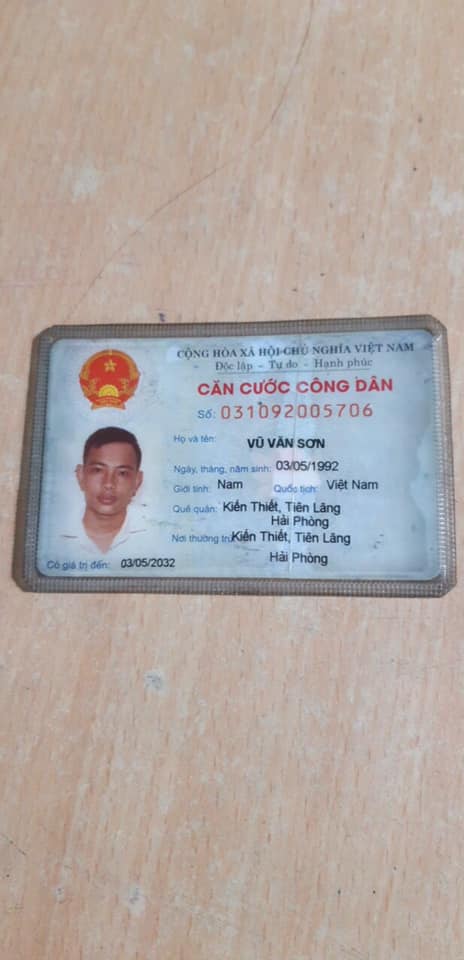 CỘNG HÒA XÃ HỘI CHỦ NGHĨA VIỆT NAM
Độc lập – Tự do – Hạnh phúc
CĂN CƯỚC CÔNG DÂN
Số: 031092005706
Họ và tên: VŨ VĂN SƠN
Ngày, tháng, năm sinh: 03/05/1992
Giới tính: Nam Quốc tịch: Việt Nam
Quê quán: Kiến Thiết, Tiên Lãng
Hải Phòng
Nơi thường trú: Kiến Thiết, Tiên Lãng
Hải Phòng
Có giá trị đến: 03/05/2032